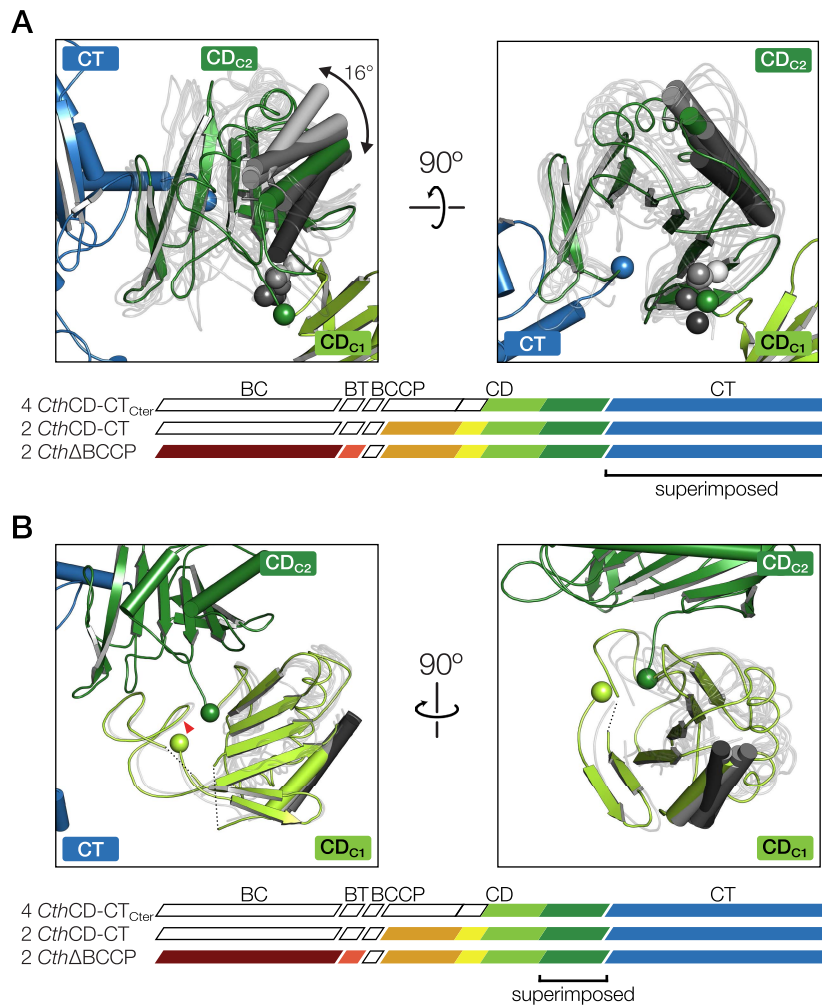 A
CT
CDC2
16°
90°
CDC2
CT
CDC1
CDC1
BC BT BCCP CD CT
4 CthCD-CTCter
2 CthCD-CT
2 CthΔBCCP
superimposed
B
CDC2
CDC2
90°
CT
CDC1
CDC1
BC BT BCCP CD CT
4 CthCD-CTCter
2 CthCD-CT
2 CthΔBCCP
superimposed